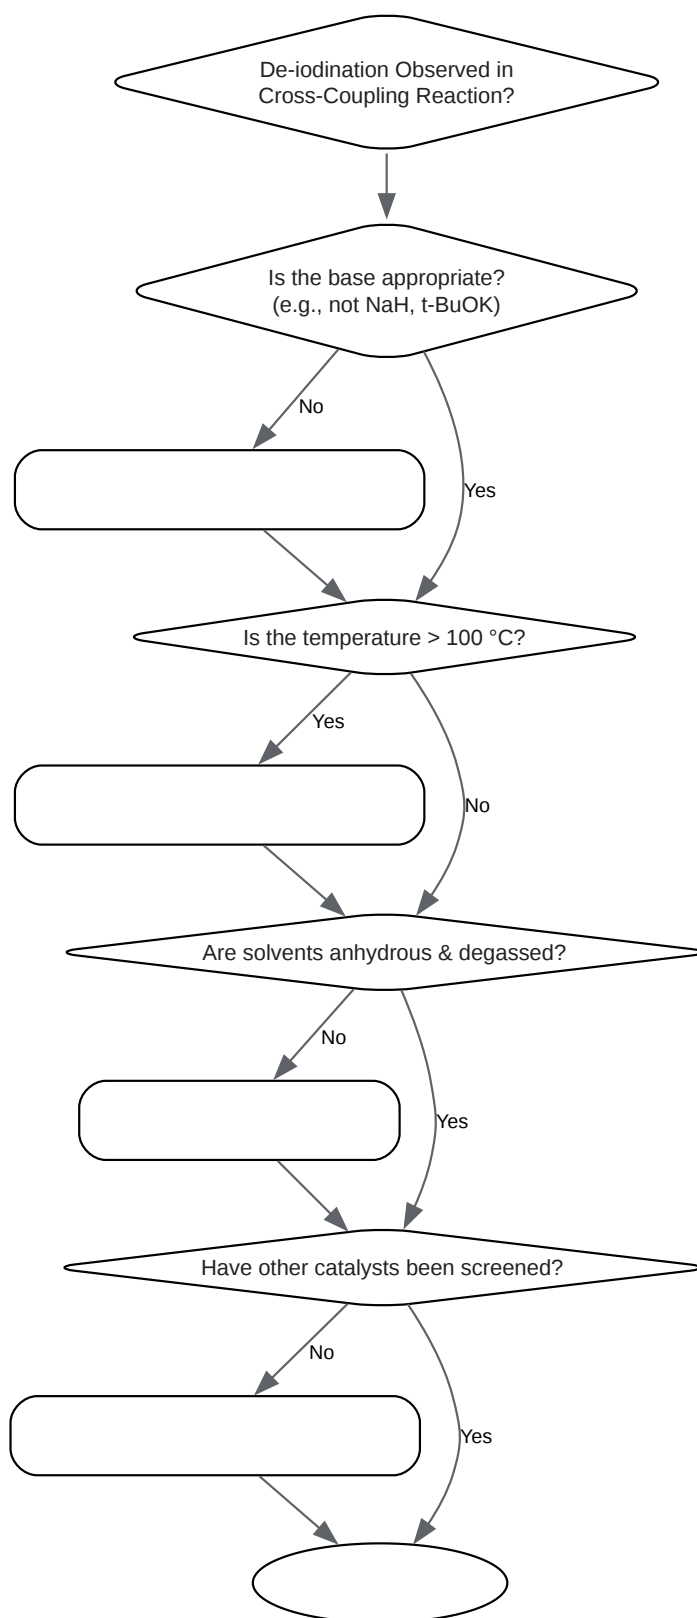 De-iodination Observed in
Cross-Coupling Reaction?
Is the base appropriate?
(e.g., not NaH, t-BuOK)
No
Yes
Is the temperature > 100 °C?
Yes
No
Are solvents anhydrous & degassed?
No
Yes
Have other catalysts been screened?
No
Yes